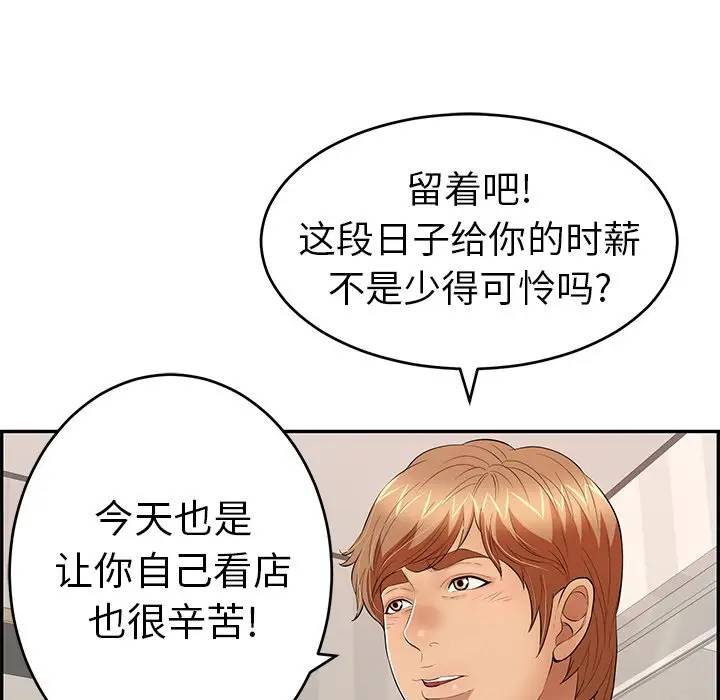 留着吧!
这段日子给你的时薪
不是少得可怜吗?
今天也是
让你自己看店
也很辛苦!